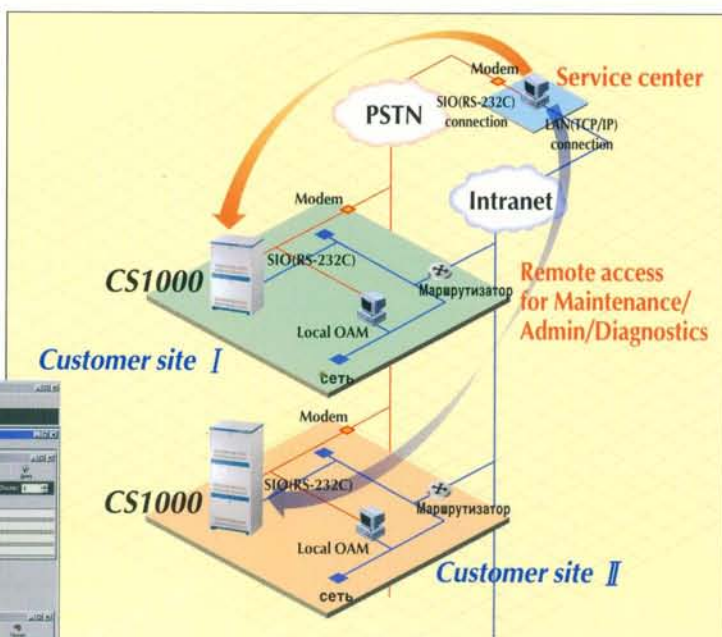 Modem
Service center
PSTN
SIO(RS-232C)
connection
LAN(TCP/IP)
connection
Intranet
Modem
CS1000
SIO(RS-232C)
Маршрутизатор
Local OAM
сеть
Customer site I
Remote access
for Maintenance/
Admin/Diagnostics
Modem
CS1000
SIO(RS-232C)
Маршрутизатор
Local OAM
сеть
Customer site II